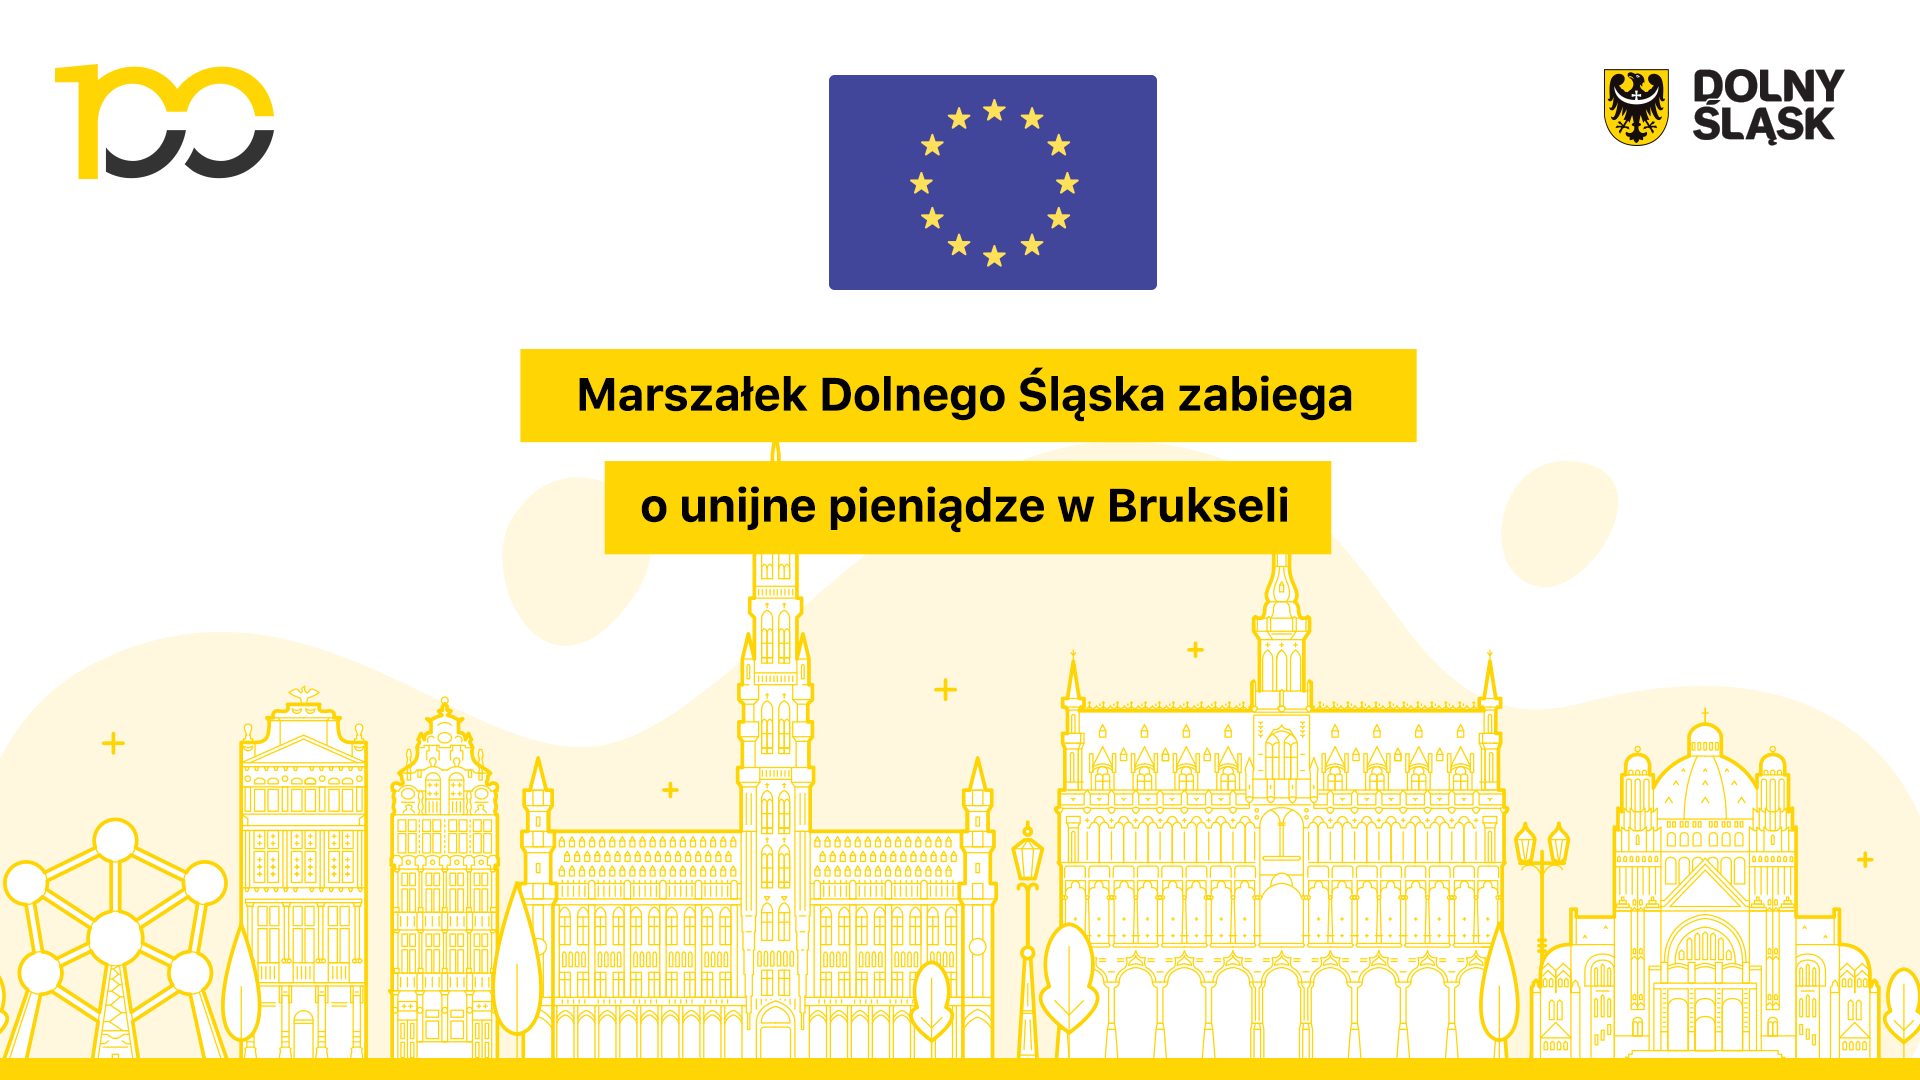 100
DOLNY
ŚLĄSK
Marszałek Dolnego Śląska zabiega
o unijne pieniądze w Brukseli